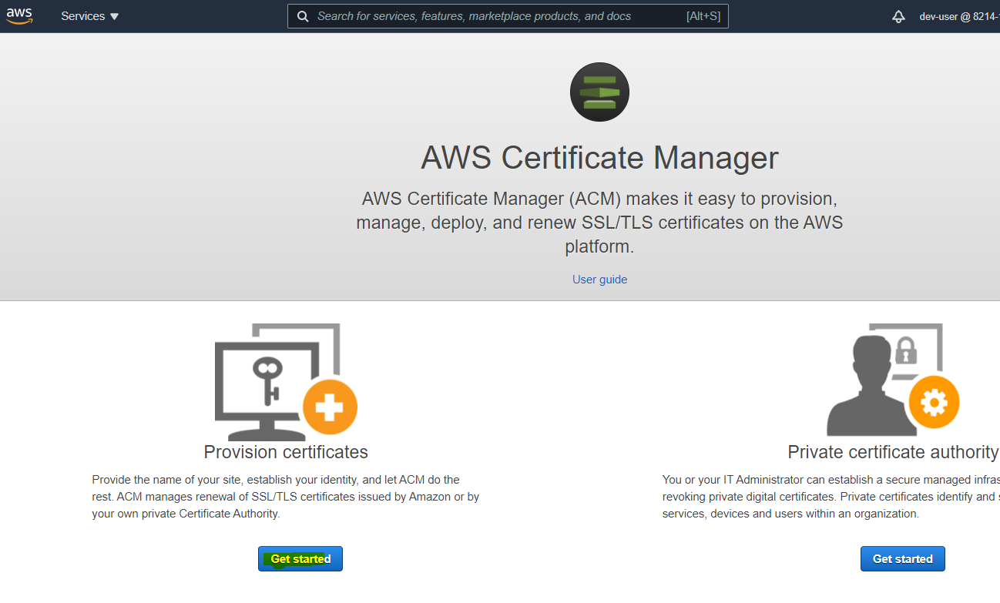 aws Services ▼ Search for services, features, marketplace products, and docs [Alt+S] dev-user @ 8214-
AWS Certificate Manager
AWS Certificate Manager (ACM) makes it easy to provision,
manage, deploy, and renew SSL/TLS certificates on the AWS
platform.
User guide
Provision certificates
Provide the name of your site, establish your identity, and let ACM do the
rest. ACM manages renewal of SSL/TLS certificates issued by Amazon or by
your own private Certificate Authority.
Get started
Private certificate authority
You or your IT Administrator can establish a secure managed infras
revoking private digital certificates. Private certificates identify and
services, devices and users within an organization.
Get started